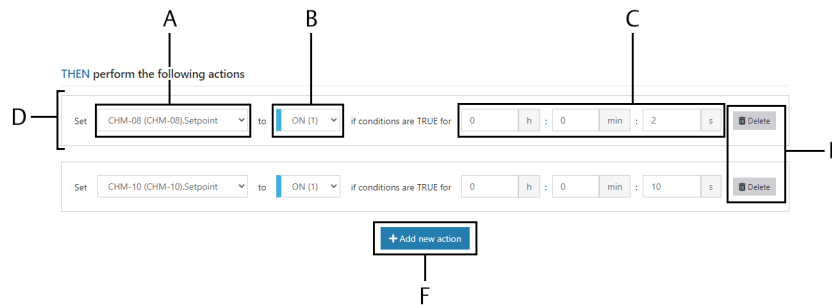 A B C
THEN perform the following actions
D
Set CHM-08 (CHM-08).Setpoint to ON (1) if conditions are TRUE for 0 h : 0 min : 2 s Delete
Set CHM-10 (CHM-10).Setpoint to ON (1) if conditions are TRUE for 0 h : 0 min : 10 s Delete
+ Add new action
F